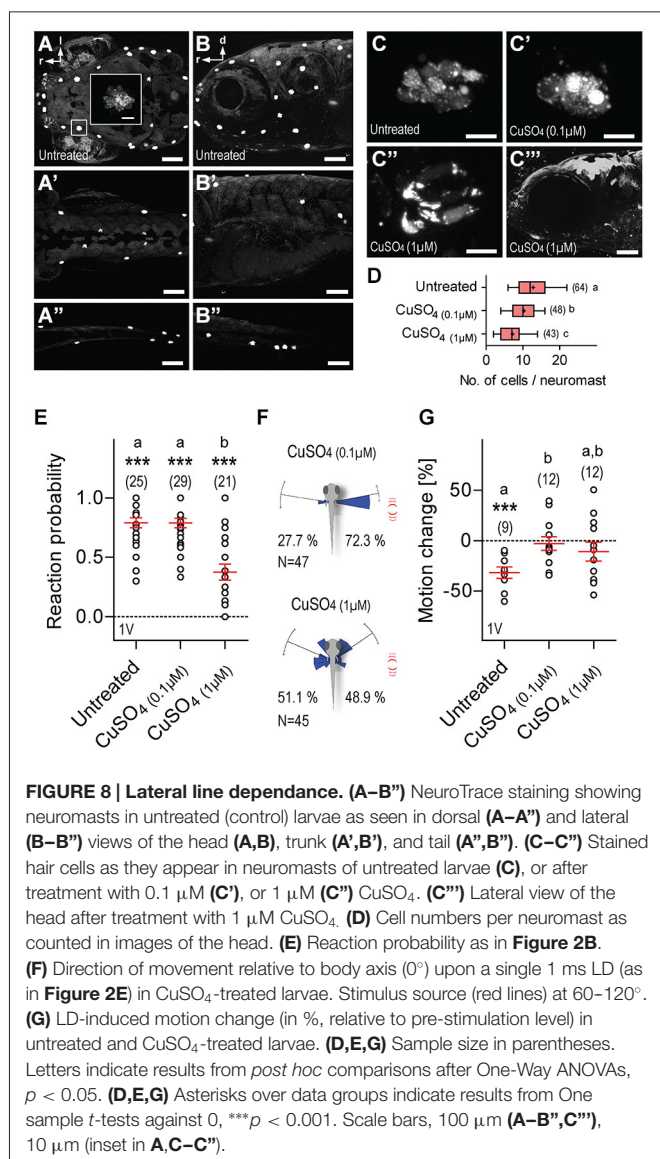 A
l
r
Untreated
B
d
r
Untreated
C
Untreated
C'
CuSO4 (0.1µM)
A'
B'
C''
CuSO4 (1µM)
C'''
CuSO4 (1µM)
A''
B''
D
Untreated
(64) a
CuSO4 (0.1µM)
(48) b
CuSO4 (1µM)
(43) c
0 10 20
No. of cells / neuromast
E
Reaction probability
a a b
*** *** ***
(25) (29) (21)
1.0
0.5
0.0
1V
Untreated
CuSO4 (0.1µM)
CuSO4 (1µM)
F
CuSO4 (0.1µM)
27.7 % 72.3 %
N=47
CuSO4 (1µM)
51.1 % 48.9 %
N=45
G
Motion change [%]
a b a,b
***
(9) (12) (12)
50
0
-50
1V
Untreated
CuSO4 (0.1µM)
CuSO4 (1µM)
FIGURE 8 | Lateral line dependance. (A–B”) NeuroTrace staining showing
neuromasts in untreated (control) larvae as seen in dorsal (A–A”) and lateral
(B–B”) views of the head (A,B), trunk (A’,B’), and tail (A”,B”). (C–C”) Stained
hair cells as they appear in neuromasts of untreated larvae (C), or after
treatment with 0.1 µM (C’), or 1 µM (C”) CuSO4. (C”’) Lateral view of the
head after treatment with 1 µM CuSO4. (D) Cell numbers per neuromast as
counted in images of the head. (E) Reaction probability as in Figure 2B.
(F) Direction of movement relative to body axis (0°) upon a single 1 ms LD (as
in Figure 2E) in CuSO4-treated larvae. Stimulus source (red lines) at 60–120°.
(G) LD-induced motion change (in %, relative to pre-stimulation level) in
untreated and CuSO4-treated larvae. (D,E,G) Sample size in parentheses.
Letters indicate results from post hoc comparisons after One-Way ANOVAs,
p < 0.05. (D,E,G) Asterisks over data groups indicate results from One
sample t-tests against 0, ***p < 0.001. Scale bars, 100 µm (A–B”,C”’),
10 µm (inset in A,C–C”).